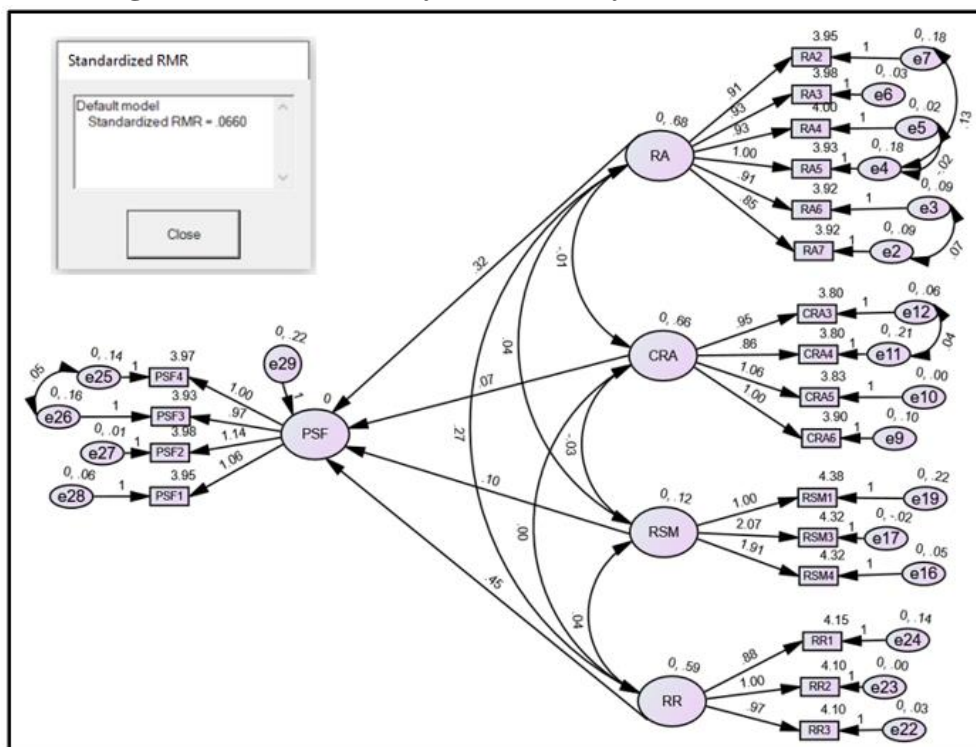 Standardized RMR
Default model
Standardized RMR = .0660
Close
0, .68
RA
3.95
RA2
1
0, .18
e7
.91
3.98
RA3
1
0, .03
e6
.93
4.00
RA4
1
0, .02
e5
.93
3.93
RA5
1
0, .18
e4
1.00
3.92
RA6
1
0, .09
e3
.91
3.92
RA7
1
0, .09
e2
.85
.13
-.02
.07
0, .66
CRA
3.80
CRA3
1
0, .06
e12
.95
3.80
CRA4
1
0, .21
e11
.86
3.83
CRA5
1
0, .00
e10
1.06
3.90
CRA6
1
0, .10
e9
1.00
.04
0, .12
RSM
4.38
RSM1
1
0, .22
e19
1.00
4.32
RSM3
1
0, -.02
e17
2.07
4.32
RSM4
1
0, .05
e16
1.91
0, .59
RR
4.15
RR1
1
0, .14
e24
.88
4.10
RR2
1
0, .00
e23
1.00
4.10
RR3
1
0, .03
e22
.97
-.01
.04
.27
-.03
.00
.04
.32
.07
.10
.45
0, .22
e29
1
0
PSF
.05
0, .14
e25
1
3.97
PSF4
1.00
0, .16
e26
1
3.93
PSF3
.97
0, .01
e27
1
3.98
PSF2
1.14
0, .06
e28
1
3.95
PSF1
1.06